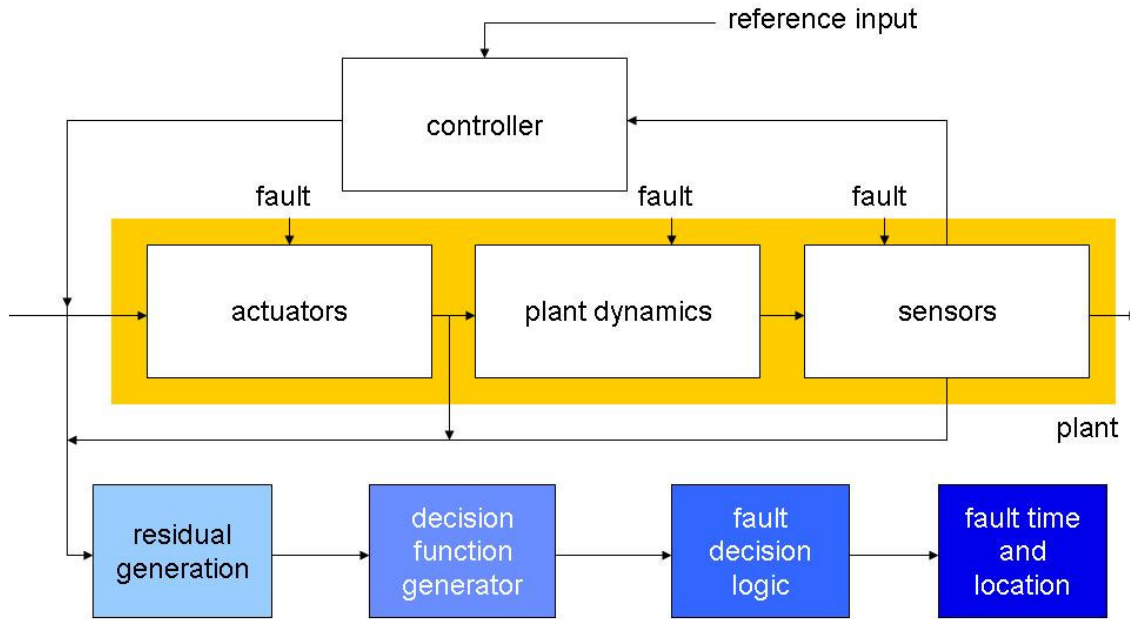 reference input
controller
fault
fault
fault
actuators
plant dynamics
sensors
plant
residual
generation
decision
function
generator
fault
decision
logic
fault time
and
location